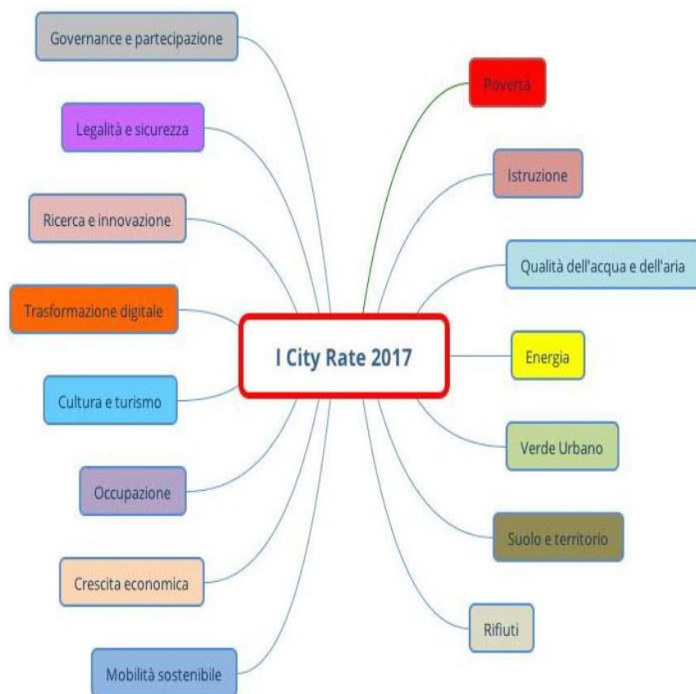 Governance e partecipazione
Legalità e sicurezza
Ricerca e innovazione
Trasformazione digitale
Cultura e turismo
Occupazione
Crescita economica
Mobilità sostenibile
I City Rate 2017
Povertà
Istruzione
Qualità dell'acqua e dell'aria
Energia
Verde Urbano
Suolo e territorio
Rifiuti